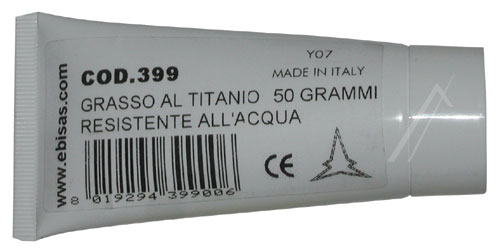 www.ebisas.com
COD.399
Y07
MADE IN ITALY
GRASSO AL TITANIO 50 GRAMMI
RESISTENTE ALL'ACQUA
CE
8 019294 399006